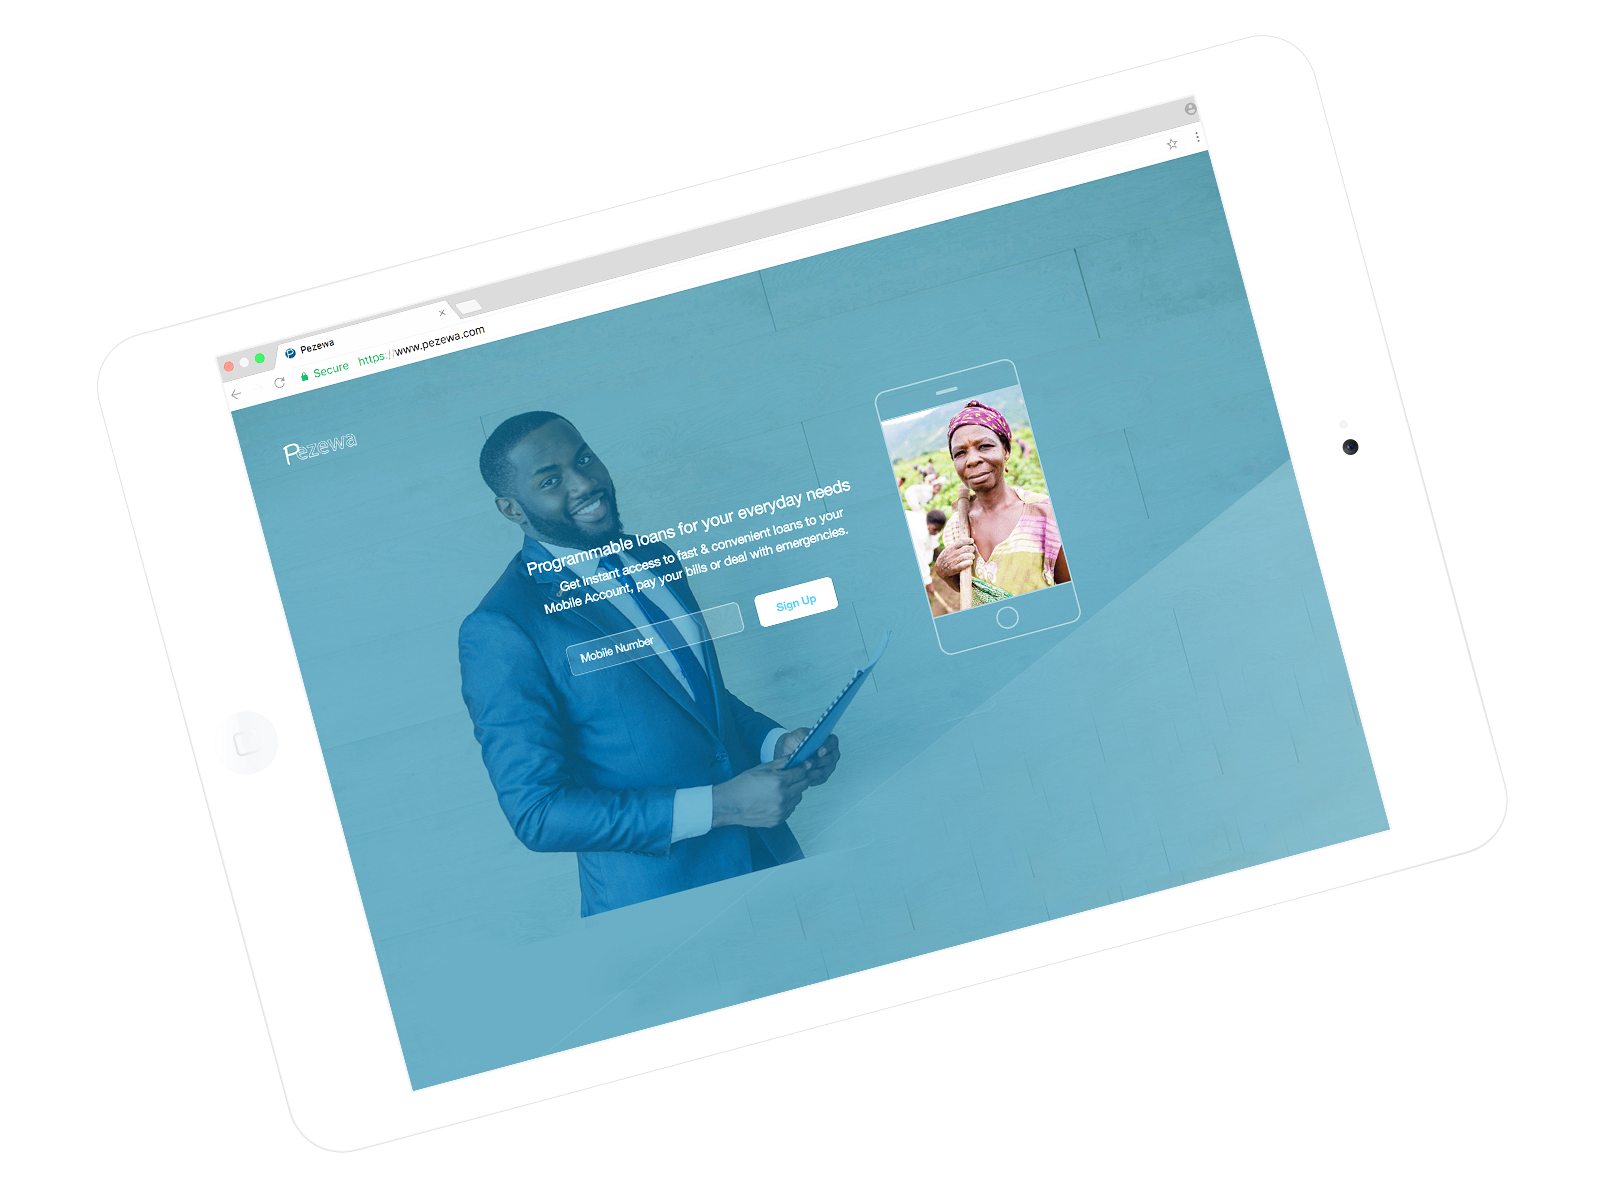 Pezewa
Secure https://www.pezewa.com
Pezewa
Programmable loans for your everyday needs
Get instant access to fast & convenient loans to your
Mobile Account, pay your bills or deal with emergencies.
Mobile Number
Sign Up